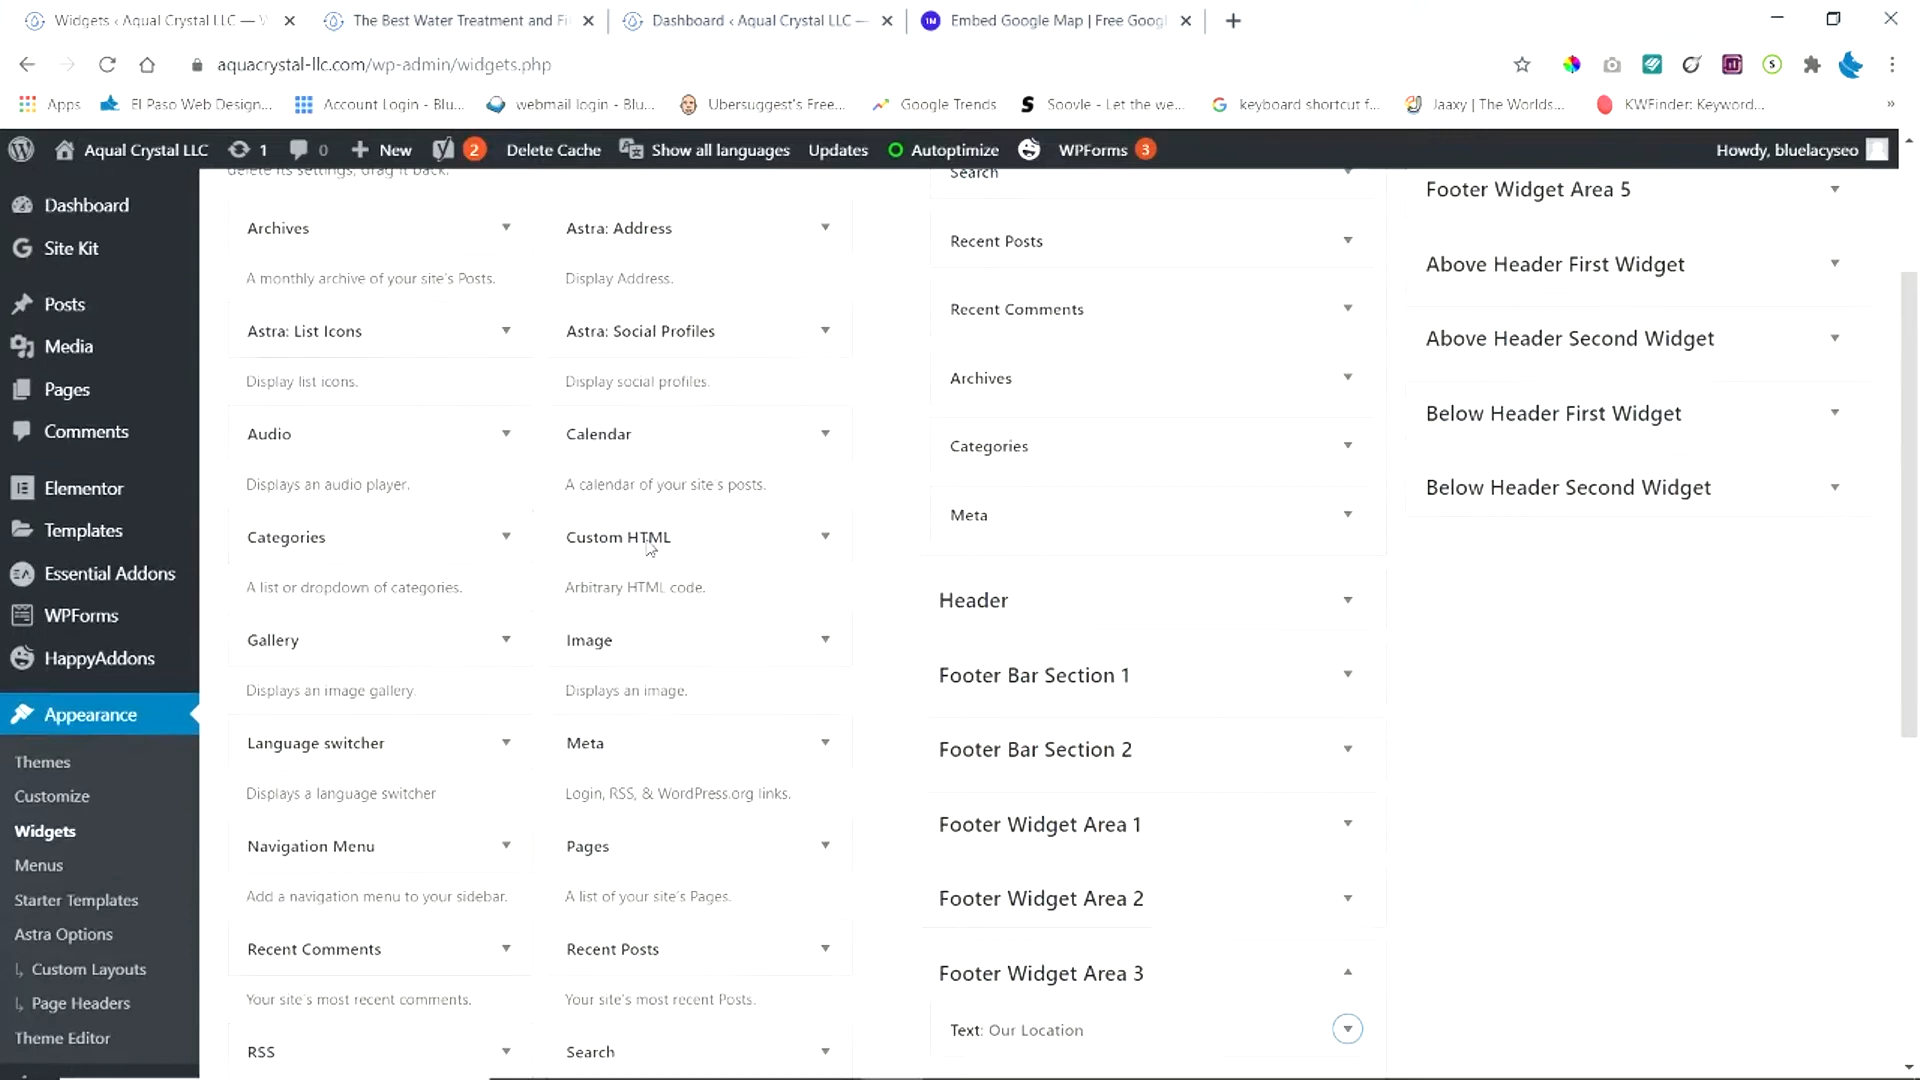 Widgets ‹ Aqual Crystal LLC —
The Best Water Treatment and Fi
Dashboard ‹ Aqual Crystal LLC —
1M
Embed Google Map | Free Googl
aquacrystal-llc.com/wp-admin/widgets.php
Apps
El Paso Web Design...
Account Login - Blu...
webmail login - Blu...
Ubersuggest's Free...
Google Trends
Soovle - Let the we...
keyboard shortcut f...
Jaaxy | The Worlds...
KWFinder: Keyword...
»
Aqual Crystal LLC
1
0
New
2
Delete Cache
Show all languages
Updates
Autoptimize
WPForms
3
Howdy, bluelacyseo
Dashboard
Site Kit
Posts
Media
Pages
Comments
Elementor
Templates
Essential Addons
WPForms
HappyAddons
Appearance
Themes
Customize
Widgets
Menus
Starter Templates
Astra Options
Custom Layouts
Page Headers
Theme Editor
delete its settings, drag it back.
Archives
A monthly archive of your site's Posts.
Astra: Address
Display Address.
Astra: List Icons
Display list icons.
Astra: Social Profiles
Display social profiles.
Audio
Displays an audio player.
Calendar
A calendar of your site s posts.
Categories
A list or dropdown of categories.
Custom HTML
Arbitrary HTML code.
Gallery
Displays an image gallery.
Image
Displays an image.
Language switcher
Displays a language switcher
Meta
Login, RSS, & WordPress.org links.
Navigation Menu
Add a navigation menu to your sidebar.
Pages
A list of your site's Pages.
Recent Comments
Your site's most recent comments.
Recent Posts
Your site's most recent Posts.
RSS
Search
Search
Recent Posts
Recent Comments
Archives
Categories
Meta
Header
Footer Bar Section 1
Footer Bar Section 2
Footer Widget Area 1
Footer Widget Area 2
Footer Widget Area 3
Text: Our Location
Footer Widget Area 5
Above Header First Widget
Above Header Second Widget
Below Header First Widget
Below Header Second Widget